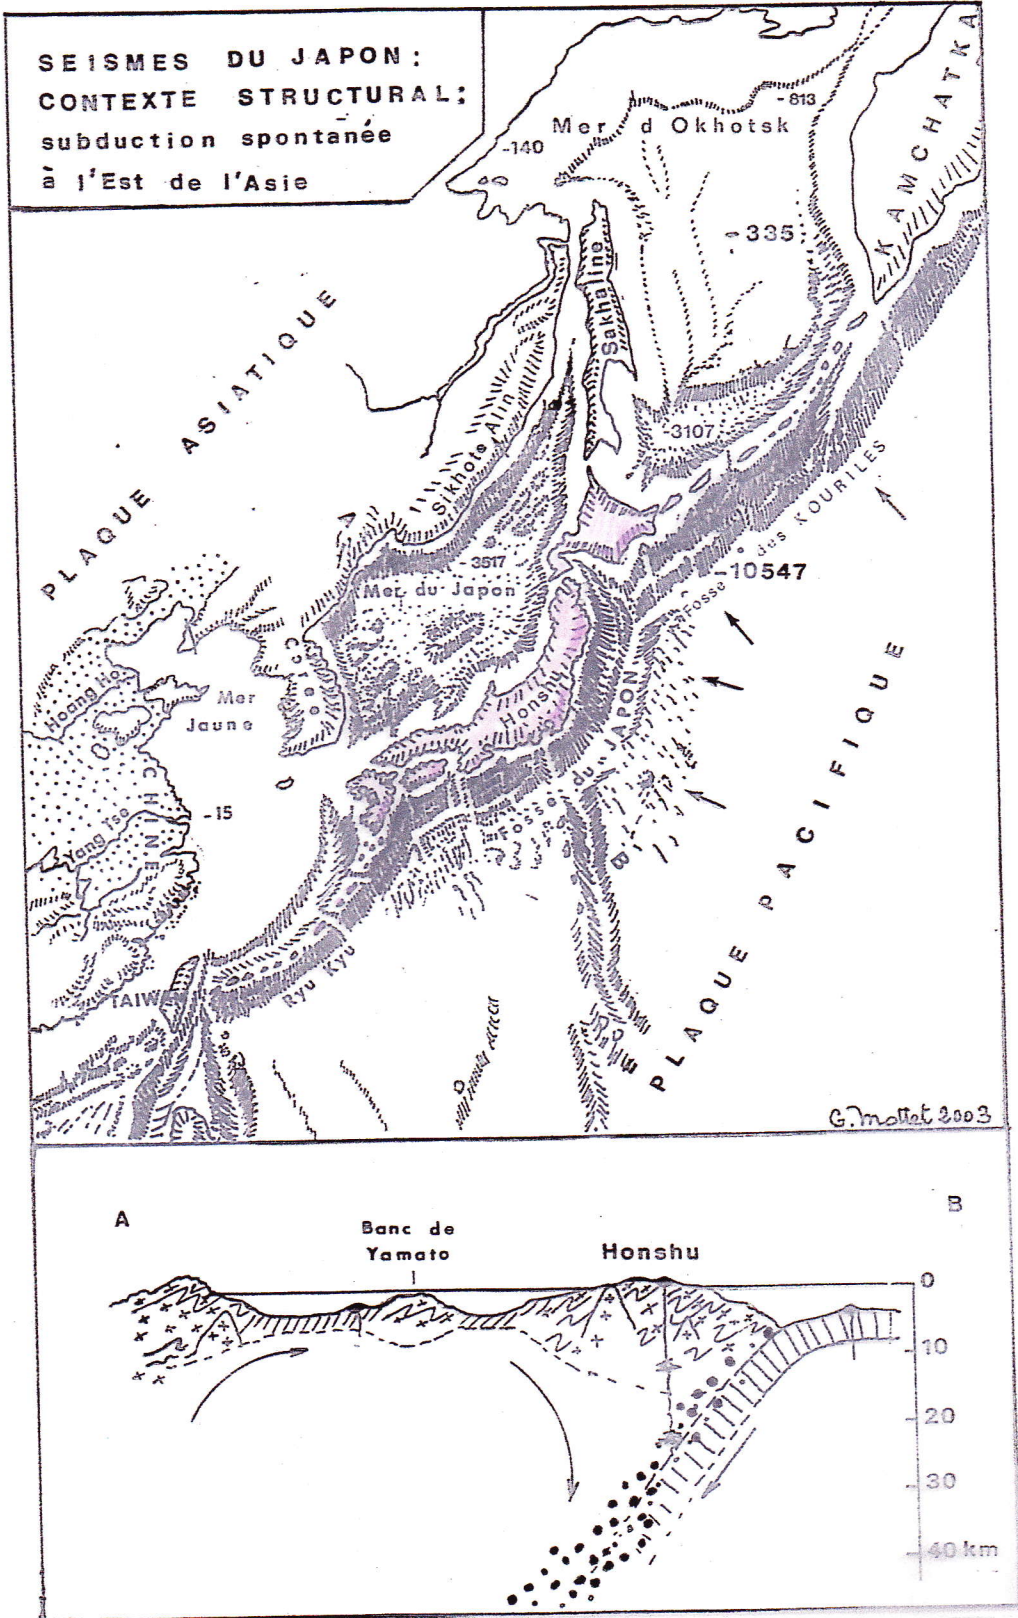 SEISMES DU JAPON:
CONTEXTE STRUCTURAL:
subduction spontanée
à l'Est de l'Asie
-813
Mer d Okhotsk
-140
KAMCHATKA
-335
Sakhaline
PLAQUE ASIATIQUE
-3107
Sikhote Alin
A
-3517
Mer du Japon
Fosse des KOURILES
-10547
Corée
Hoang Ho
Mer
Jaune
Honshu
CHINE
-15
Yang Tse
Fosse du JAPON
B
PLAQUE PACIFIQUE
Ryu Kyu
TAIWAN
G. Mottet 2003
A
B
Banc de
Yamato
Honshu
0
10
20
30
40 km